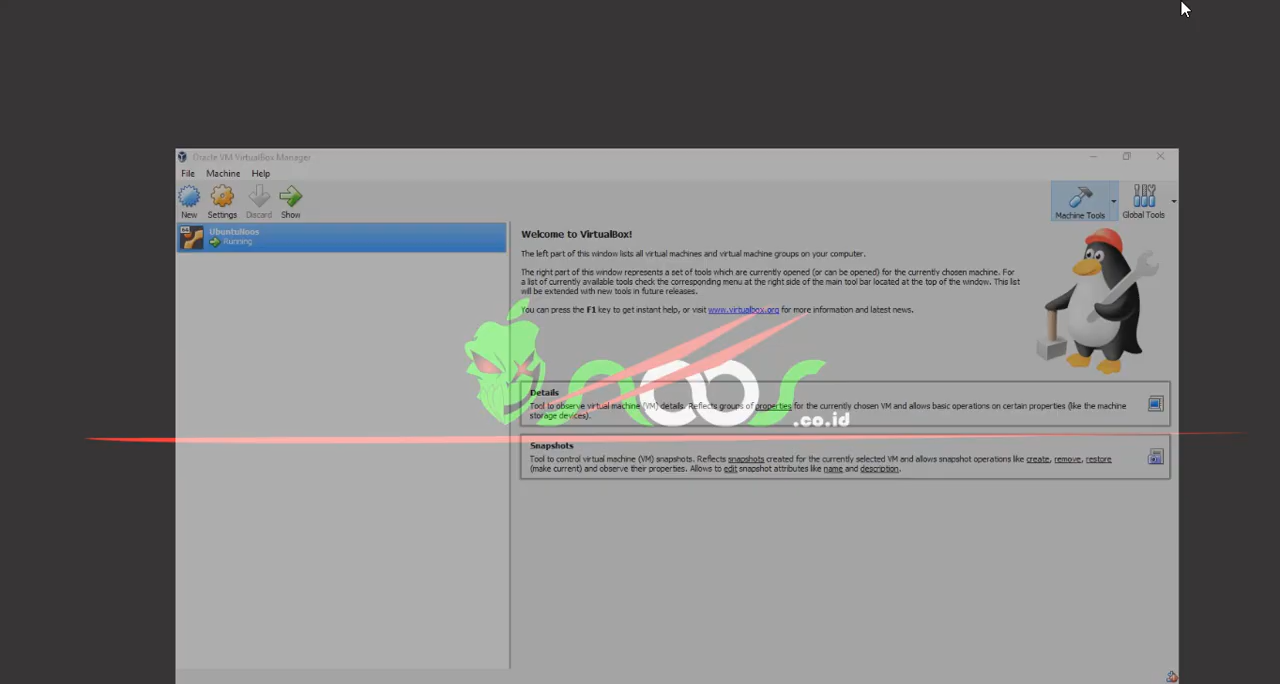 Oracle VM VirtualBox Manager
File Machine Help
New Settings Discard Show
Machine Tools Global Tools
64
UbuntuNoos
Running
Welcome to VirtualBox!
The left part of this window lists all virtual machines and virtual machine groups on your computer.
The right part of this window represents a set of tools which are currently opened (or can be opened) for the currently chosen machine. For
a list of currently available tools check the corresponding menu at the right side of the main tool bar located at the top of the window. This list
will be extended with new tools in future releases.
You can press the F1 key to get instant help, or visit www.virtualbox.org for more information and latest news.
noos
.co.id
Details
Tool to observe virtual machine (VM) details. Reflects groups of properties for the currently chosen VM and allows basic operations on certain properties (like the machine
storage devices).
Snapshots
Tool to control virtual machine (VM) snapshots. Reflects snapshots created for the currently selected VM and allows snapshot operations like create, remove, restore
(make current) and observe their properties. Allows to edit snapshot attributes like name and description.